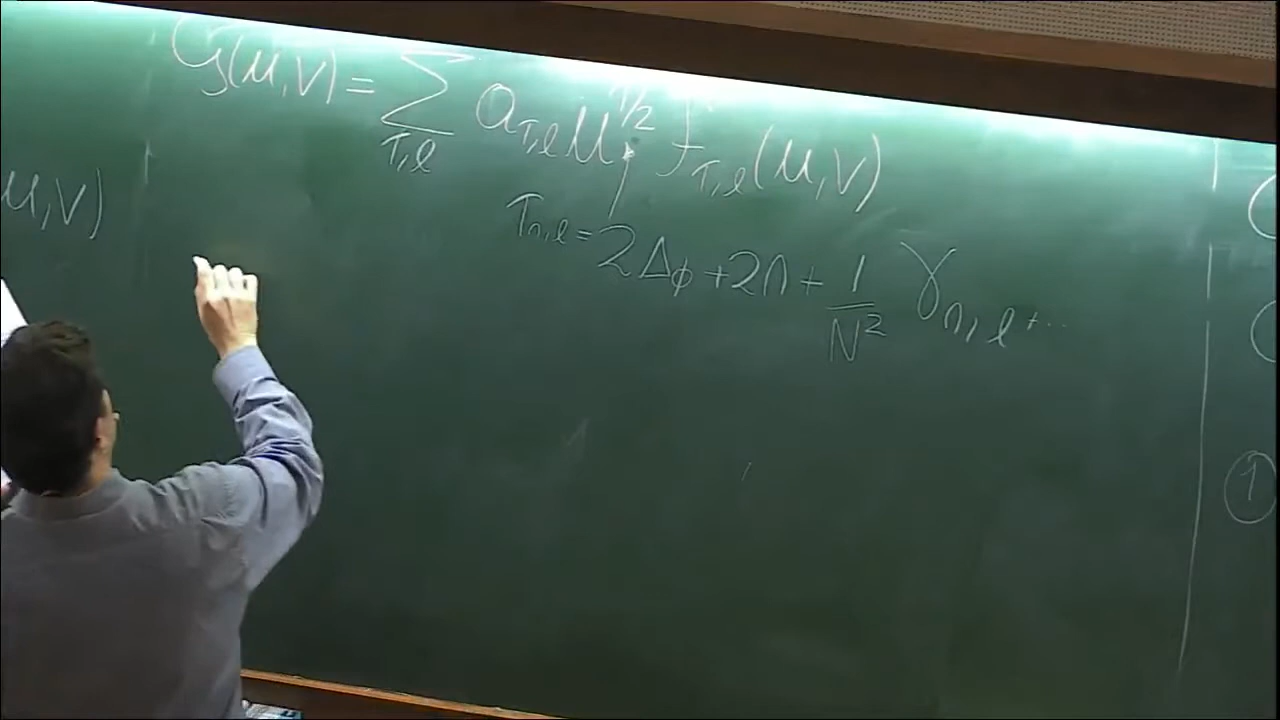 G(u,v) = Σ_{τ,ℓ} a_{τ,ℓ} u^{τ/2} f_{τ,ℓ}(u,v)
u,v)
τ_{n,ℓ} = 2Δ_φ + 2n + 1/N² γ_{n,ℓ} + ...
1